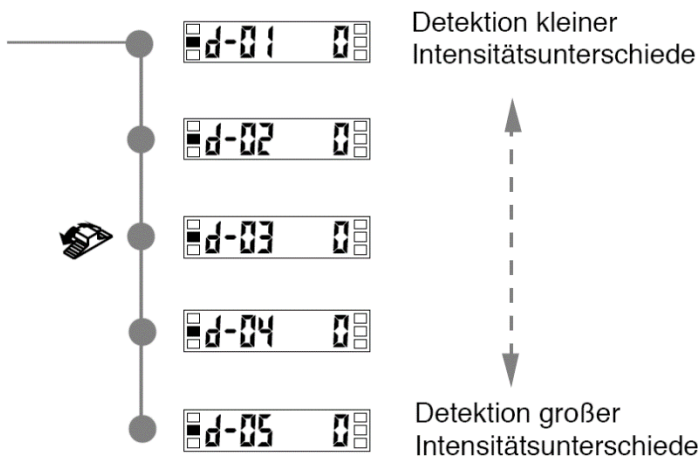 d-01 0
Detektion kleiner
Intensitätsunterschiede
d-02 0
d-03 0
d-04 0
d-05 0
Detektion großer
Intensitätsunterschiede